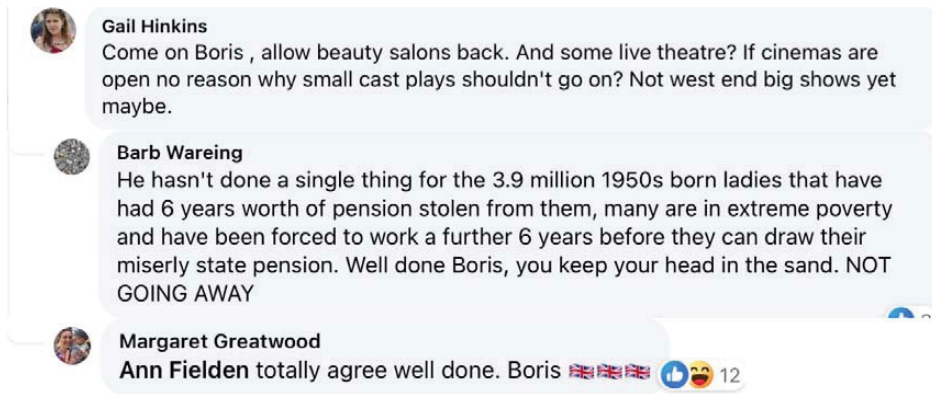 Gail Hinkins
Come on Boris , allow beauty salons back. And some live theatre? If cinemas are
open no reason why small cast plays shouldn't go on? Not west end big shows yet
maybe.
Barb Wareing
He hasn't done a single thing for the 3.9 million 1950s born ladies that have
had 6 years worth of pension stolen from them, many are in extreme poverty
and have been forced to work a further 6 years before they can draw their
miserly state pension. Well done Boris, you keep your head in the sand. NOT
GOING AWAY
Margaret Greatwood
Ann Fielden totally agree well done. Boris 🇬🇧🇬🇧🇬🇧 12